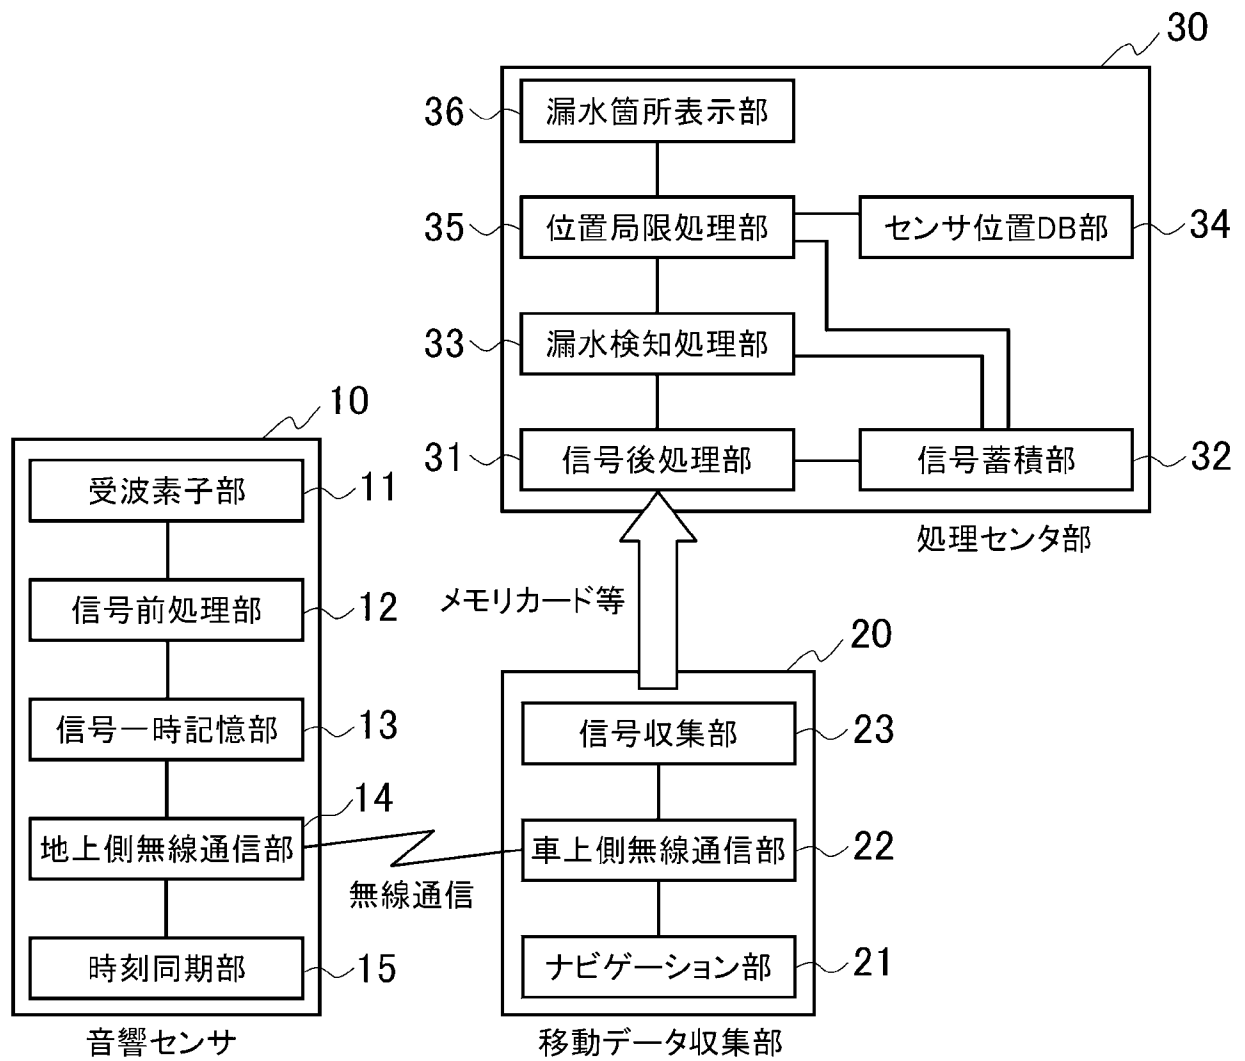 30
36
漏水箇所表示部
35
位置局限処理部
センサ位置DB部
34
33
漏水検知処理部
31
信号後処理部
信号蓄積部
32
処理センタ部
メモリカード等
10
受波素子部
11
信号前処理部
12
信号一時記憶部
13
14
地上側無線通信部
時刻同期部
15
音響センサ
無線通信
20
信号収集部
23
車上側無線通信部
22
ナビゲーション部
21
移動データ収集部